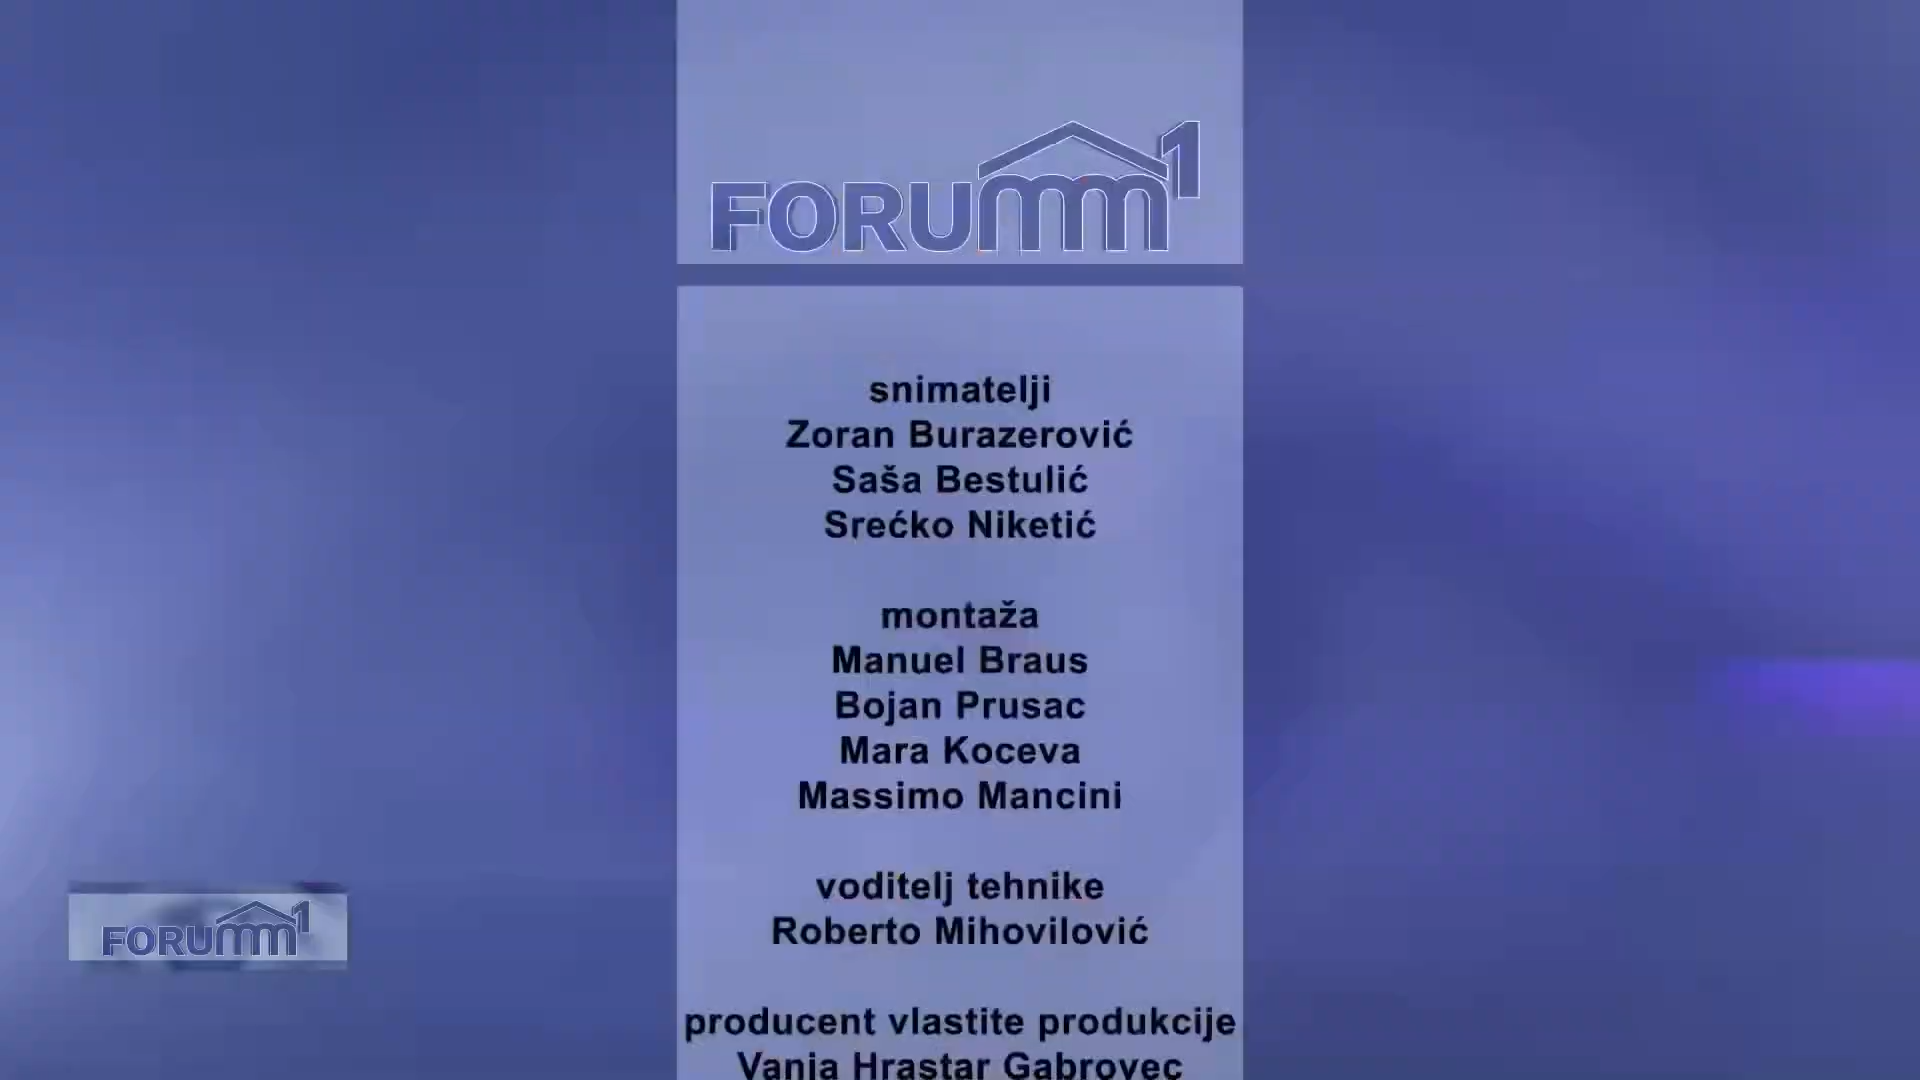 FORUM1
snimatelji
Zoran Burazerović
Saša Bestulić
Srećko Niketić
montaža
Manuel Braus
Bojan Prusac
Mara Koceva
Massimo Mancini
voditelj tehnike
Roberto Mihovilović
producent vlastite produkcije
Vanja Hrastar Gabrovec
FORUM1